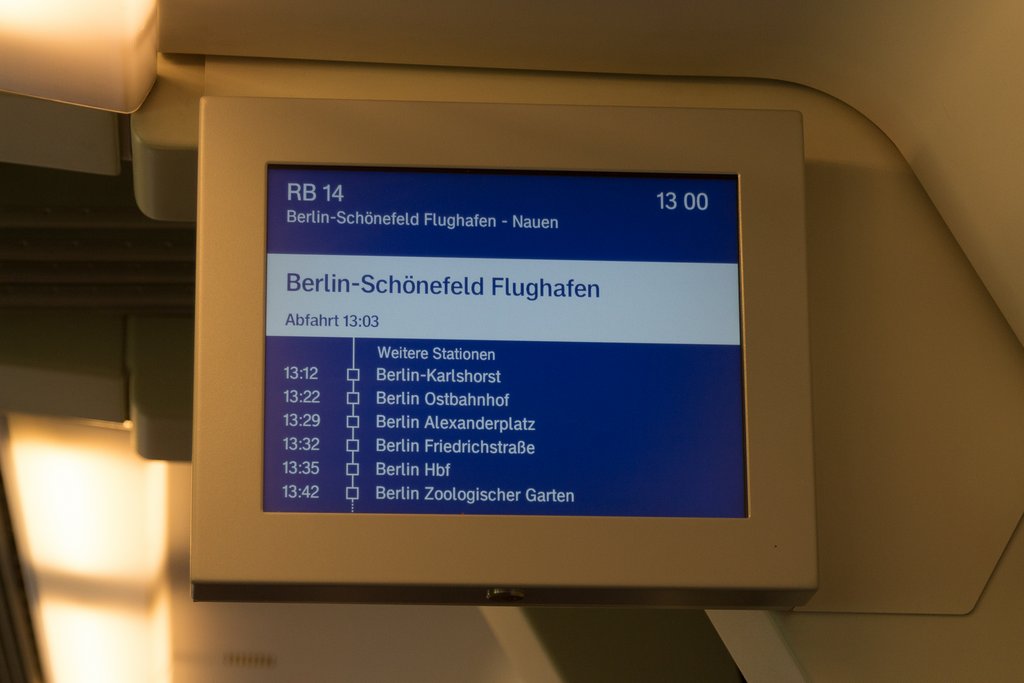 RB 14
13 00
Berlin-Schönefeld Flughafen - Nauen
Berlin-Schönefeld Flughafen
Abfahrt 13:03
Weitere Stationen
13:12 Berlin-Karlshorst
13:22 Berlin Ostbahnhof
13:29 Berlin Alexanderplatz
13:32 Berlin Friedrichstraße
13:35 Berlin Hbf
13:42 Berlin Zoologischer Garten